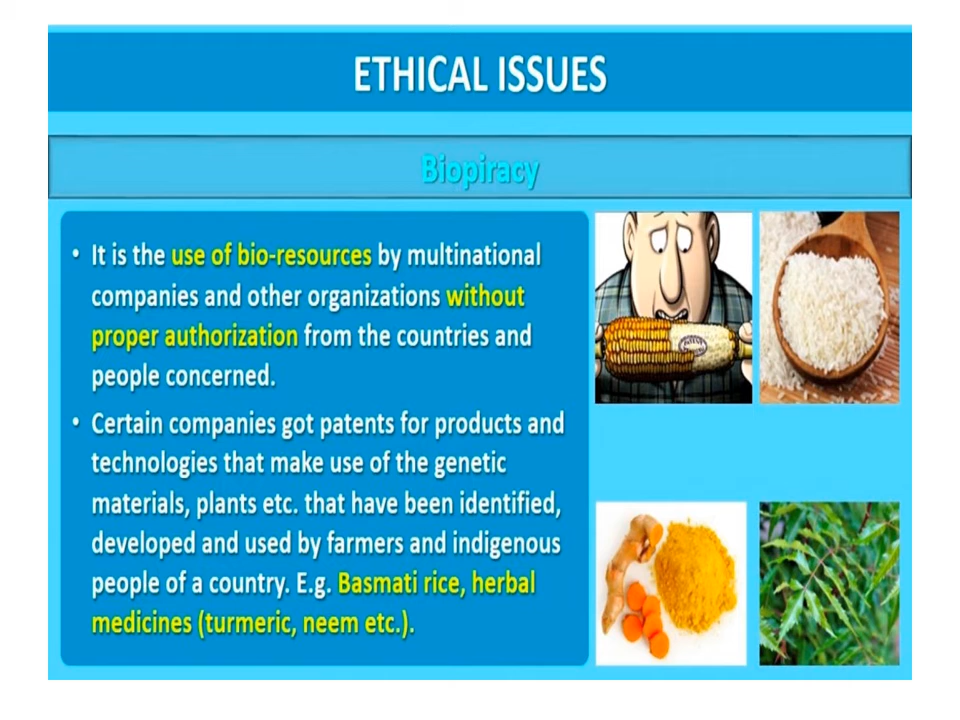 ETHICAL ISSUES
Biopiracy
• It is the use of bio-resources by multinational
companies and other organizations without
proper authorization from the countries and
people concerned.
• Certain companies got patents for products and
technologies that make use of the genetic
materials, plants etc. that have been identified,
developed and used by farmers and indigenous
people of a country. E.g. Basmati rice, herbal
medicines (turmeric, neem etc.).